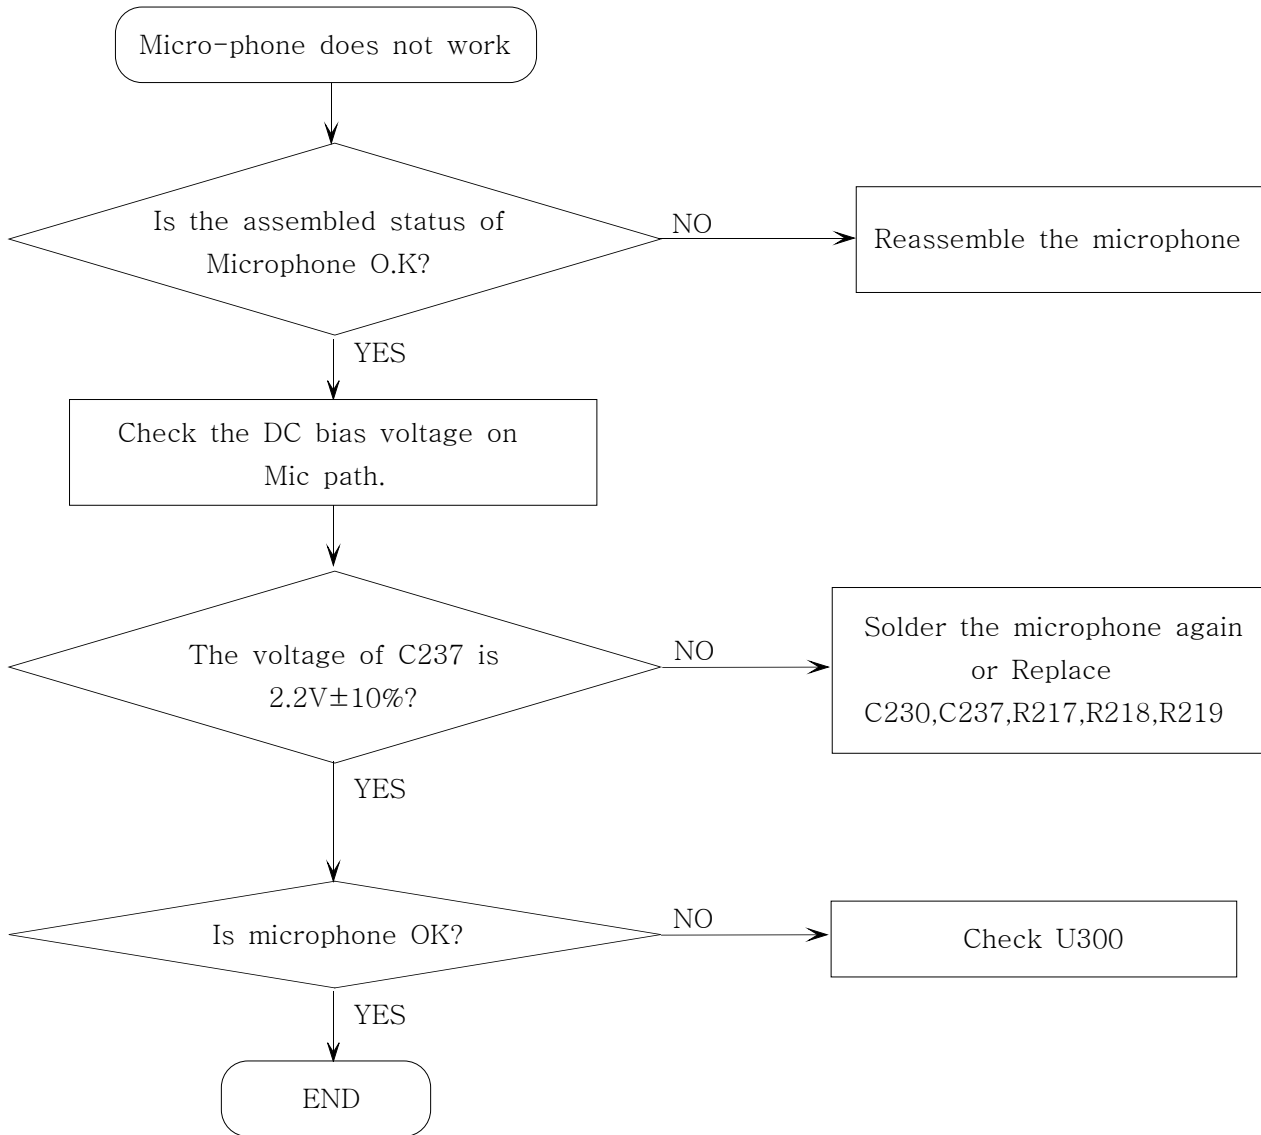 Micro-phone does not work
Is the assembled status of
Microphone O.K?
NO
Reassemble the microphone
YES
Check the DC bias voltage on
Mic path.
The voltage of C237 is
2.2V±10%?
NO
Solder the microphone again
or Replace
C230,C237,R217,R218,R219
YES
Is microphone OK?
NO
Check U300
YES
END